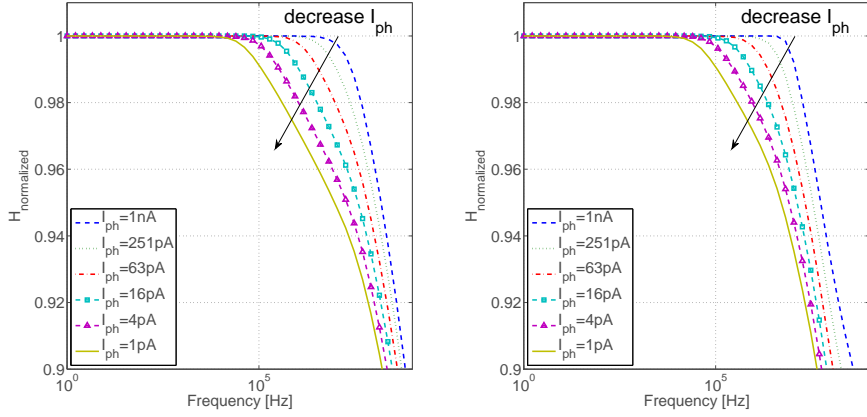 decrease I_ph
1
0.98
0.96
0.94
0.92
0.9
H_normalized
I_ph=1nA
I_ph=251pA
I_ph=63pA
I_ph=16pA
I_ph=4pA
I_ph=1pA
10^0
10^5
Frequency [Hz]
decrease I_ph
1
0.98
0.96
0.94
0.92
0.9
H_normalized
I_ph=1nA
I_ph=251pA
I_ph=63pA
I_ph=16pA
I_ph=4pA
I_ph=1pA
10^0
10^5
Frequency [Hz]